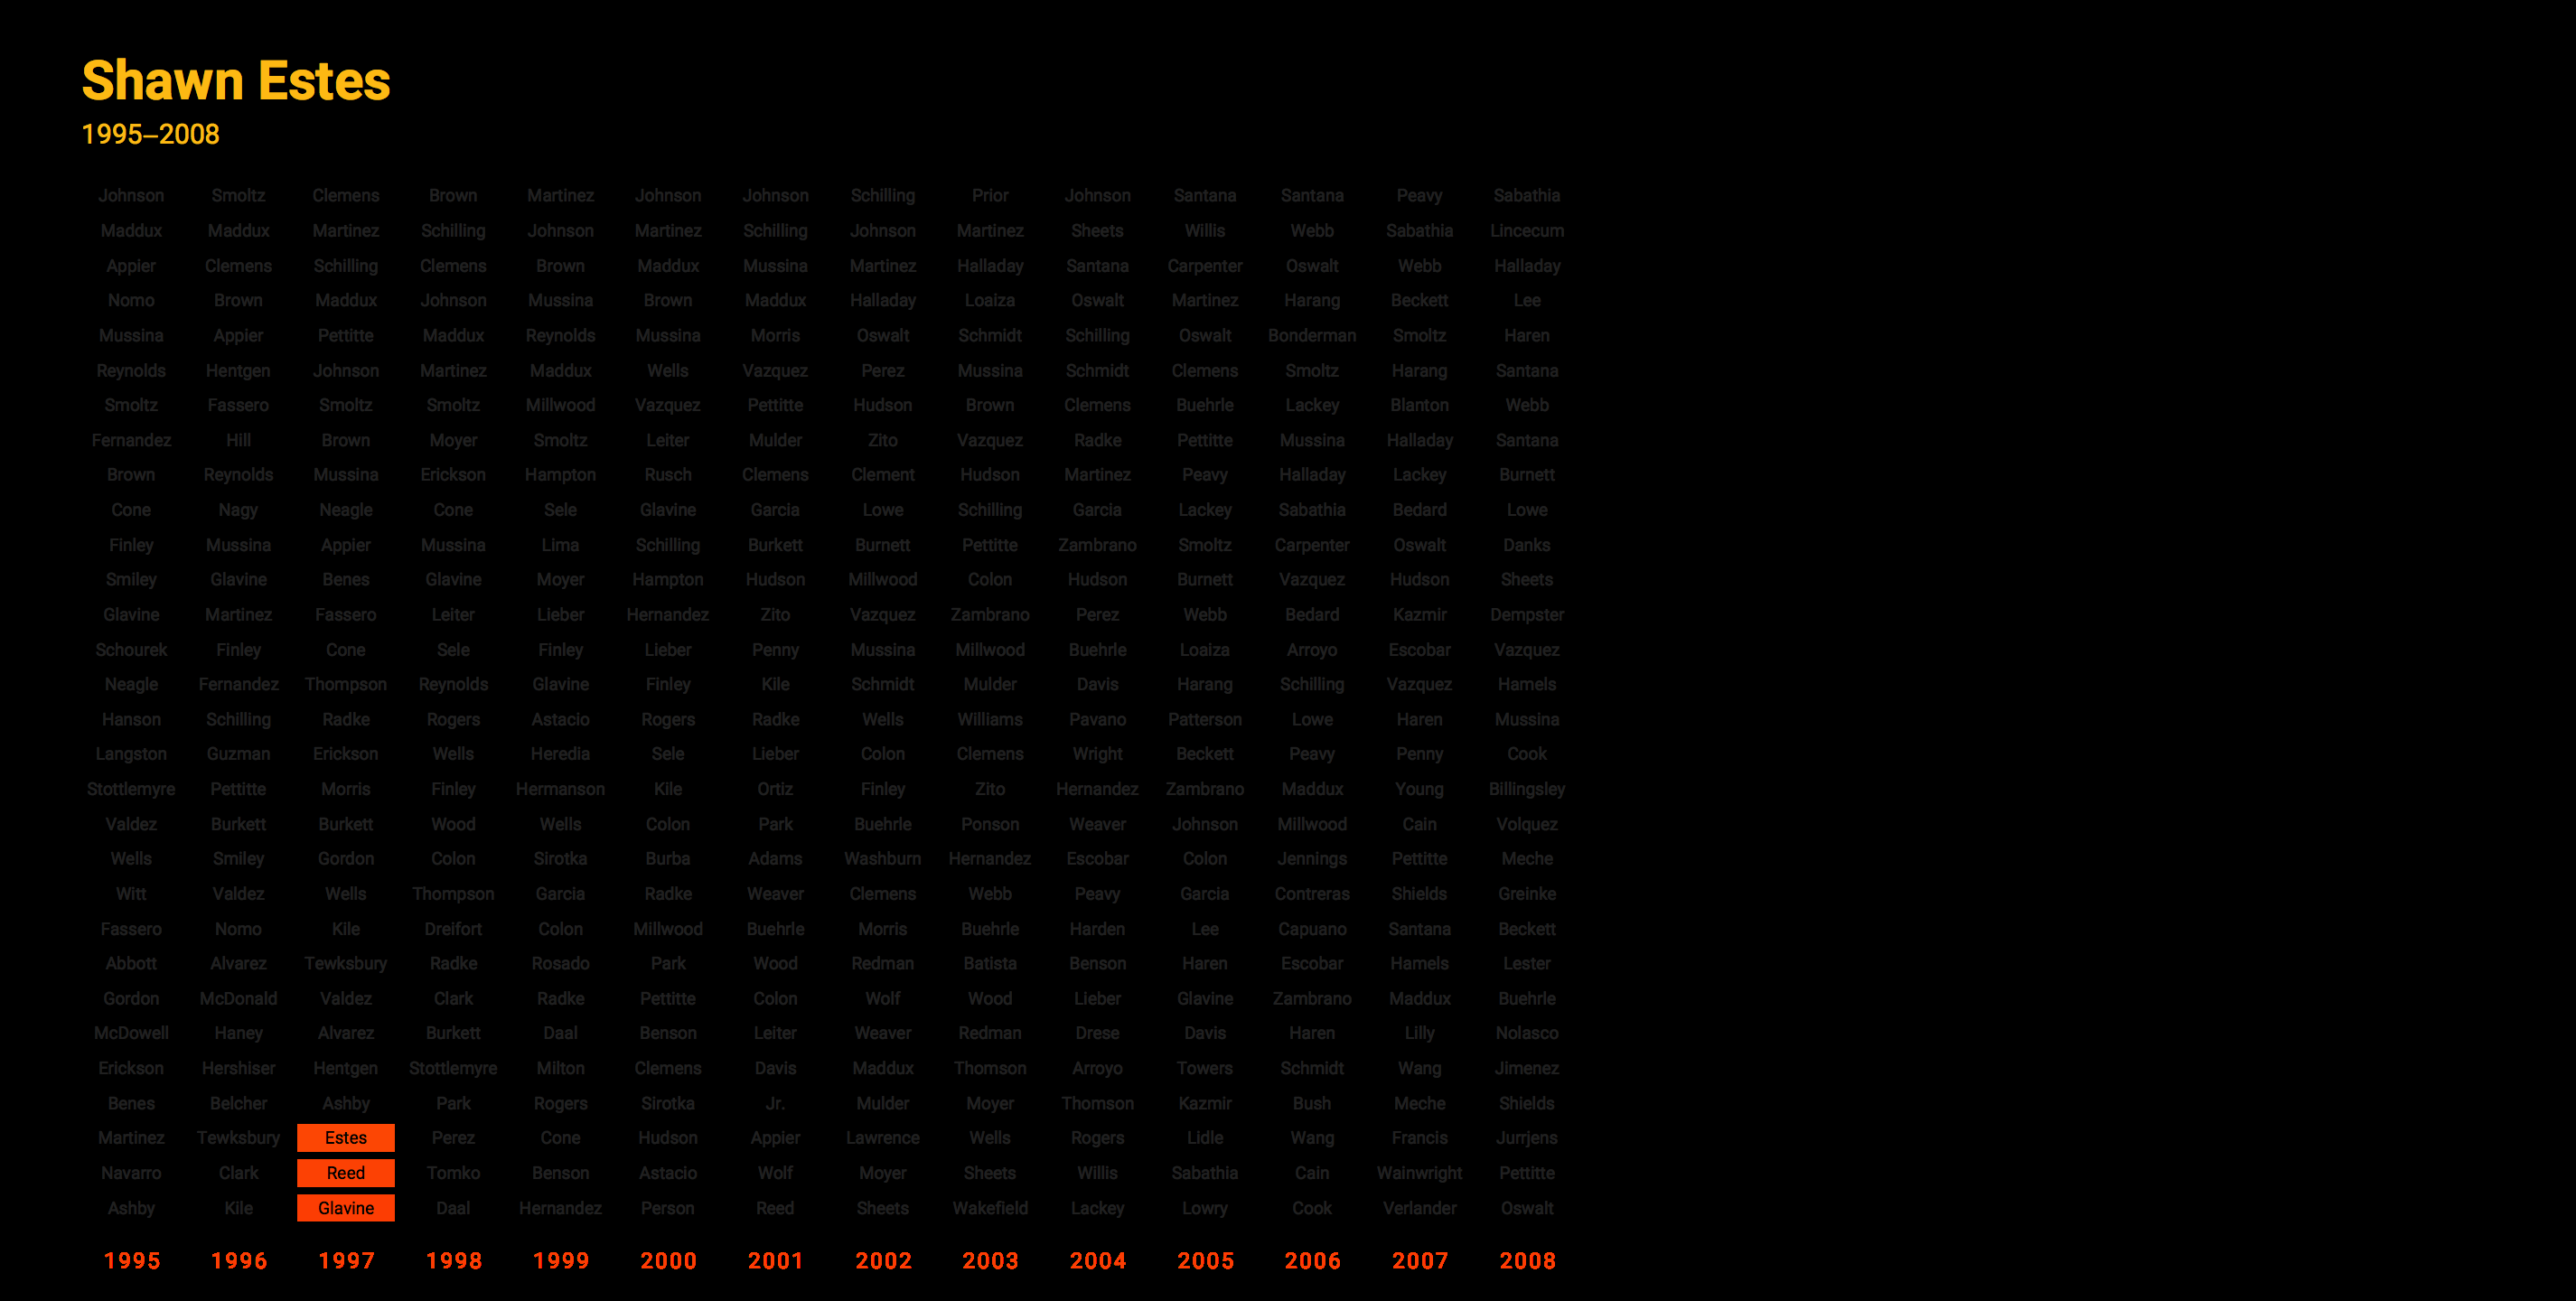 Shawn Estes
1995–2008
Johnson Smoltz Clemens Brown Martinez Johnson Johnson Schilling Prior Johnson Santana Santana Peavy Sabathia
Maddux Maddux Martinez Schilling Johnson Martinez Schilling Johnson Martinez Sheets Willis Webb Sabathia Lincecum
Appier Clemens Schilling Clemens Brown Maddux Mussina Martinez Halladay Santana Carpenter Oswalt Webb Halladay
Nomo Brown Maddux Johnson Mussina Brown Maddux Halladay Loaiza Oswalt Martinez Harang Beckett Lee
Mussina Appier Pettitte Maddux Reynolds Mussina Morris Oswalt Schmidt Schilling Oswalt Bonderman Smoltz Haren
Reynolds Hentgen Johnson Martinez Maddux Wells Vazquez Perez Mussina Schmidt Clemens Smoltz Harang Santana
Smoltz Fassero Smoltz Smoltz Millwood Vazquez Pettitte Hudson Brown Clemens Buehrle Lackey Blanton Webb
Fernandez Hill Brown Moyer Smoltz Leiter Mulder Zito Vazquez Radke Pettitte Mussina Halladay Santana
Brown Reynolds Mussina Erickson Hampton Rusch Clemens Clement Hudson Martinez Peavy Halladay Lackey Burnett
Cone Nagy Neagle Cone Sele Glavine Garcia Lowe Schilling Garcia Lackey Sabathia Bedard Lowe
Finley Mussina Appier Mussina Lima Schilling Burkett Burnett Pettitte Zambrano Smoltz Carpenter Oswalt Danks
Smiley Glavine Benes Glavine Moyer Hampton Hudson Millwood Colon Hudson Burnett Vazquez Hudson Sheets
Glavine Martinez Fassero Leiter Lieber Hernandez Zito Vazquez Zambrano Perez Webb Bedard Kazmir Dempster
Schourek Finley Cone Sele Finley Lieber Penny Mussina Millwood Buehrle Loaiza Arroyo Escobar Vazquez
Neagle Fernandez Thompson Reynolds Glavine Finley Kile Schmidt Mulder Davis Harang Schilling Vazquez Hamels
Hanson Schilling Radke Rogers Astacio Rogers Radke Wells Williams Pavano Patterson Lowe Haren Mussina
Langston Guzman Erickson Wells Heredia Sele Lieber Colon Clemens Wright Beckett Peavy Penny Cook
Stottlemyre Pettitte Morris Finley Hermanson Kile Ortiz Finley Zito Hernandez Zambrano Maddux Young Billingsley
Valdez Burkett Burkett Wood Wells Colon Park Buehrle Ponson Weaver Johnson Millwood Cain Volquez
Wells Smiley Gordon Colon Sirotka Burba Adams Washburn Hernandez Escobar Colon Jennings Pettitte Meche
Witt Valdez Wells Thompson Garcia Radke Weaver Clemens Webb Peavy Garcia Contreras Shields Greinke
Fassero Nomo Kile Dreifort Colon Millwood Buehrle Morris Buehrle Harden Lee Capuano Santana Beckett
Abbott Alvarez Tewksbury Radke Rosado Park Wood Redman Batista Benson Haren Escobar Hamels Lester
Gordon McDonald Valdez Clark Radke Pettitte Colon Wolf Wood Lieber Glavine Zambrano Maddux Buehrle
McDowell Haney Alvarez Burkett Daal Benson Leiter Weaver Redman Drese Davis Haren Lilly Nolasco
Erickson Hershiser Hentgen Stottlemyre Milton Clemens Davis Maddux Thomson Arroyo Towers Schmidt Wang Jimenez
Benes Belcher Ashby Park Rogers Sirotka Jr. Mulder Moyer Thomson Kazmir Bush Meche Shields
Martinez Tewksbury Estes Perez Cone Hudson Appier Lawrence Wells Rogers Lidle Wang Francis Jurrjens
Navarro Clark Reed Tomko Benson Astacio Wolf Moyer Sheets Willis Sabathia Cain Wainwright Pettitte
Ashby Kile Glavine Daal Hernandez Person Reed Sheets Wakefield Lackey Lowry Cook Verlander Oswalt
1995 1996 1997 1998 1999 2000 2001 2002 2003 2004 2005 2006 2007 2008